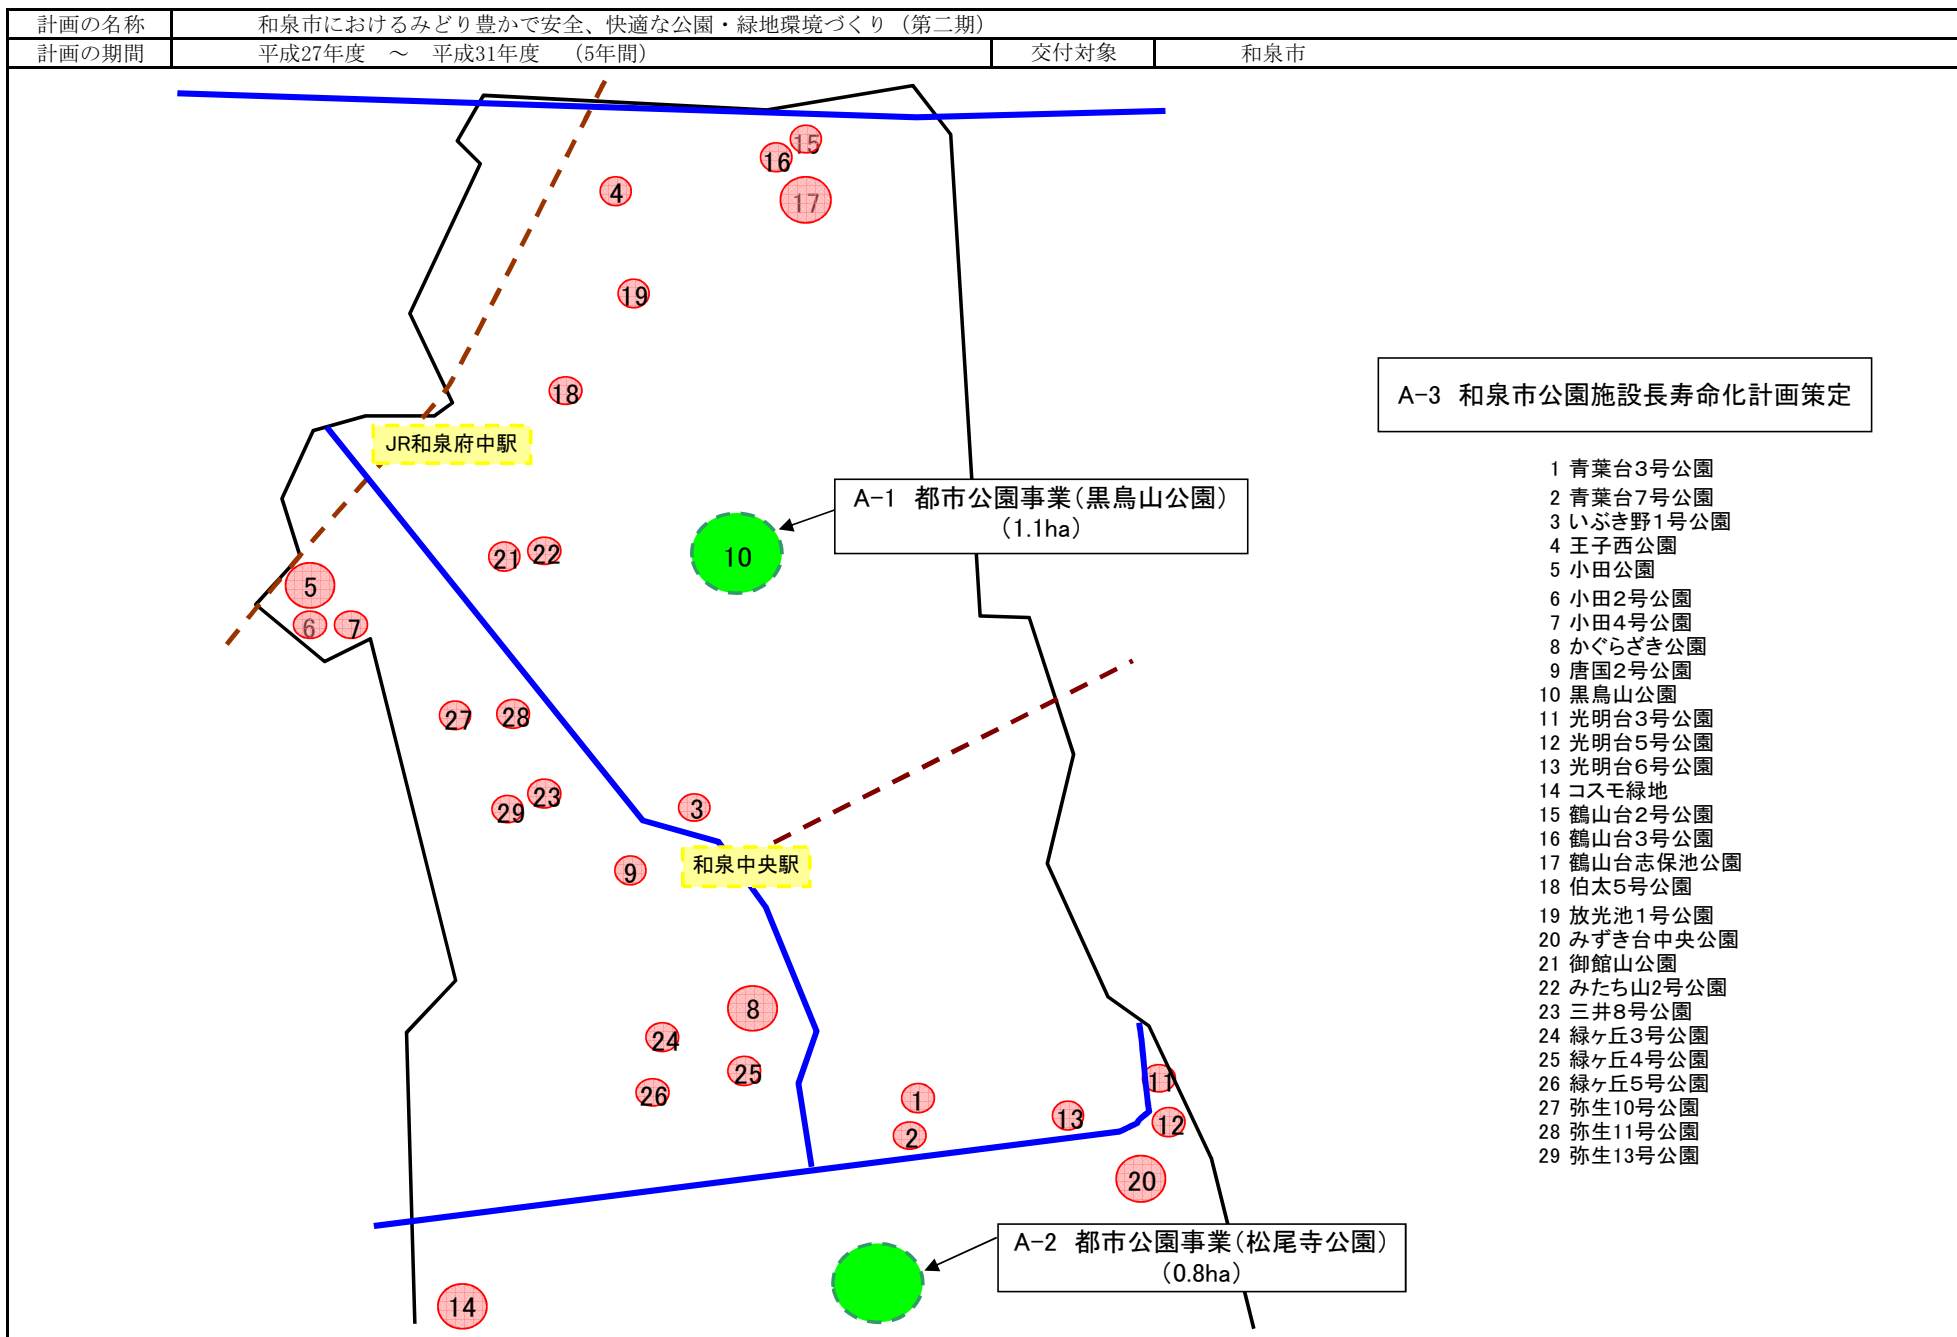 計画の名称 和泉市におけるみどり豊かで安全、快適な公園・緑地環境づくり（第二期）
計画の期間 平成27年度 ～ 平成31年度 （5年間） 交付対象 和泉市
15
16
4
17
19
18
JR和泉府中駅
A-3 和泉市公園施設長寿命化計画策定
A-1 都市公園事業（黒鳥山公園）
（1.1ha）
10
21
22
5
6
7
27
28
23
29
3
和泉中央駅
9
8
24
25
26
1
2
13
11
12
20
A-2 都市公園事業（松尾寺公園）
（0.8ha）
14
1 青葉台３号公園
2 青葉台７号公園
3 いぶき野１号公園
4 王子西公園
5 小田公園
6 小田２号公園
7 小田４号公園
8 かぐらざき公園
9 唐国２号公園
10 黒鳥山公園
11 光明台３号公園
12 光明台５号公園
13 光明台６号公園
14 コスモ緑地
15 鶴山台２号公園
16 鶴山台３号公園
17 鶴山台志保池公園
18 伯太５号公園
19 放光池１号公園
20 みずき台中央公園
21 御館山公園
22 みたち山2号公園
23 三井８号公園
24 緑ヶ丘３号公園
25 緑ヶ丘４号公園
26 緑ヶ丘５号公園
27 弥生10号公園
28 弥生11号公園
29 弥生13号公園